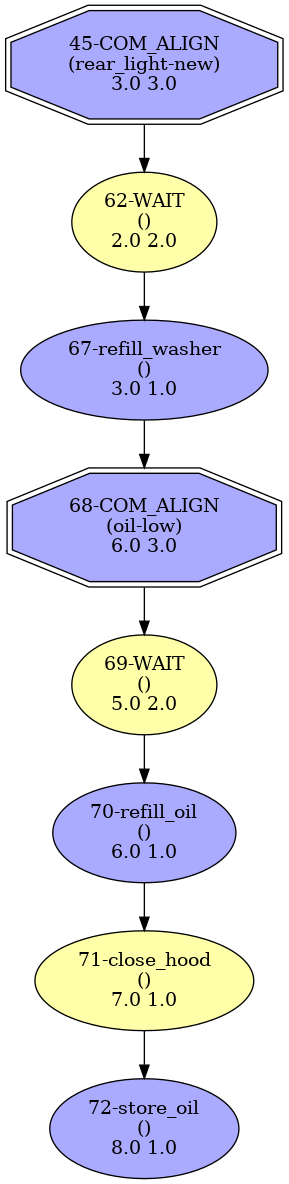 45-COM_ALIGN
(rear_light-new)
3.0 3.0
62-WAIT
()
2.0 2.0
67-refill_washer
()
3.0 1.0
68-COM_ALIGN
(oil-low)
6.0 3.0
69-WAIT
()
5.0 2.0
70-refill_oil
()
6.0 1.0
71-close_hood
()
7.0 1.0
72-store_oil
()
8.0 1.0